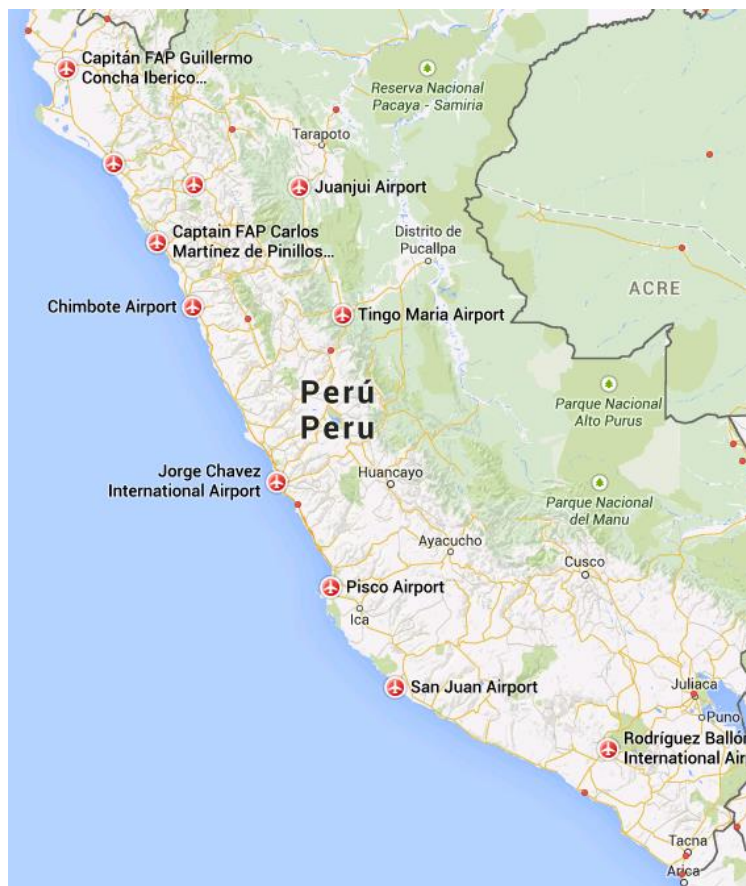 Capitán FAP Guillermo
Concha Iberico...
Reserva Nacional
Pacaya - Samiria
Tarapoto
Juanjui Airport
Captain FAP Carlos
Martínez de Pinillos...
Distrito de
Pucallpa
ACRE
Chimbote Airport
Tingo Maria Airport
Perú
Peru
Parque Nacional
Alto Purus
Jorge Chavez
International Airport
Huancayo
Parque Nacional
del Manu
Ayacucho
Cusco
Pisco Airport
Ica
San Juan Airport
Juliaca
Puno
Rodríguez Ballón
International Air
Tacna
Arica